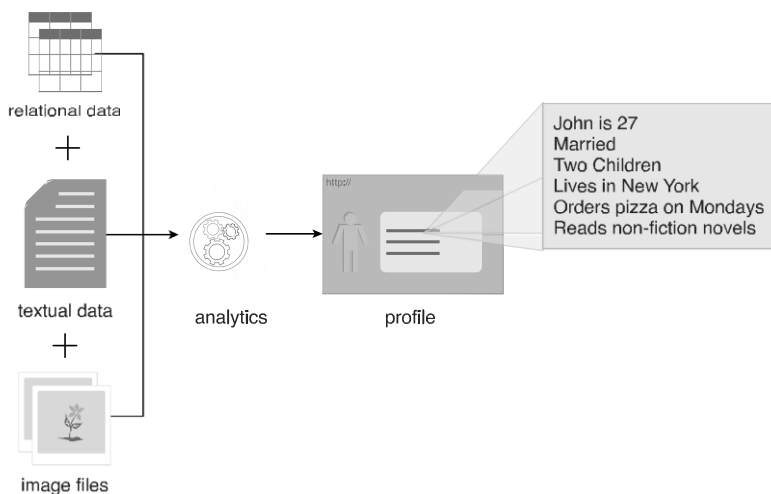 relational data
+
textual data
+
image files
analytics
http://
profile
John is 27
Married
Two Children
Lives in New York
Orders pizza on Mondays
Reads non-fiction novels